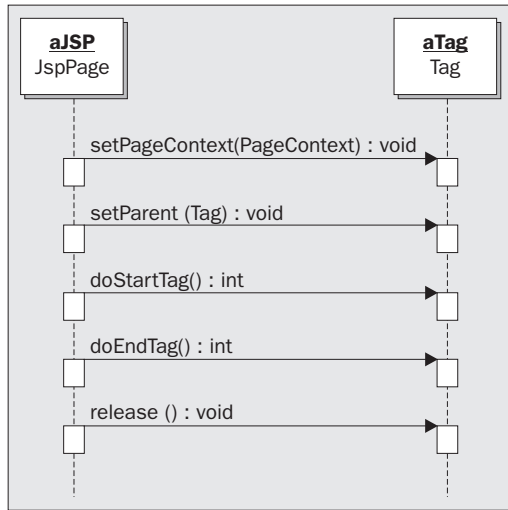 aJSP
JspPage
aTag
Tag
setPageContext(PageContext) : void
setParent (Tag) : void
doStartTag() : int
doEndTag() : int
release () : void